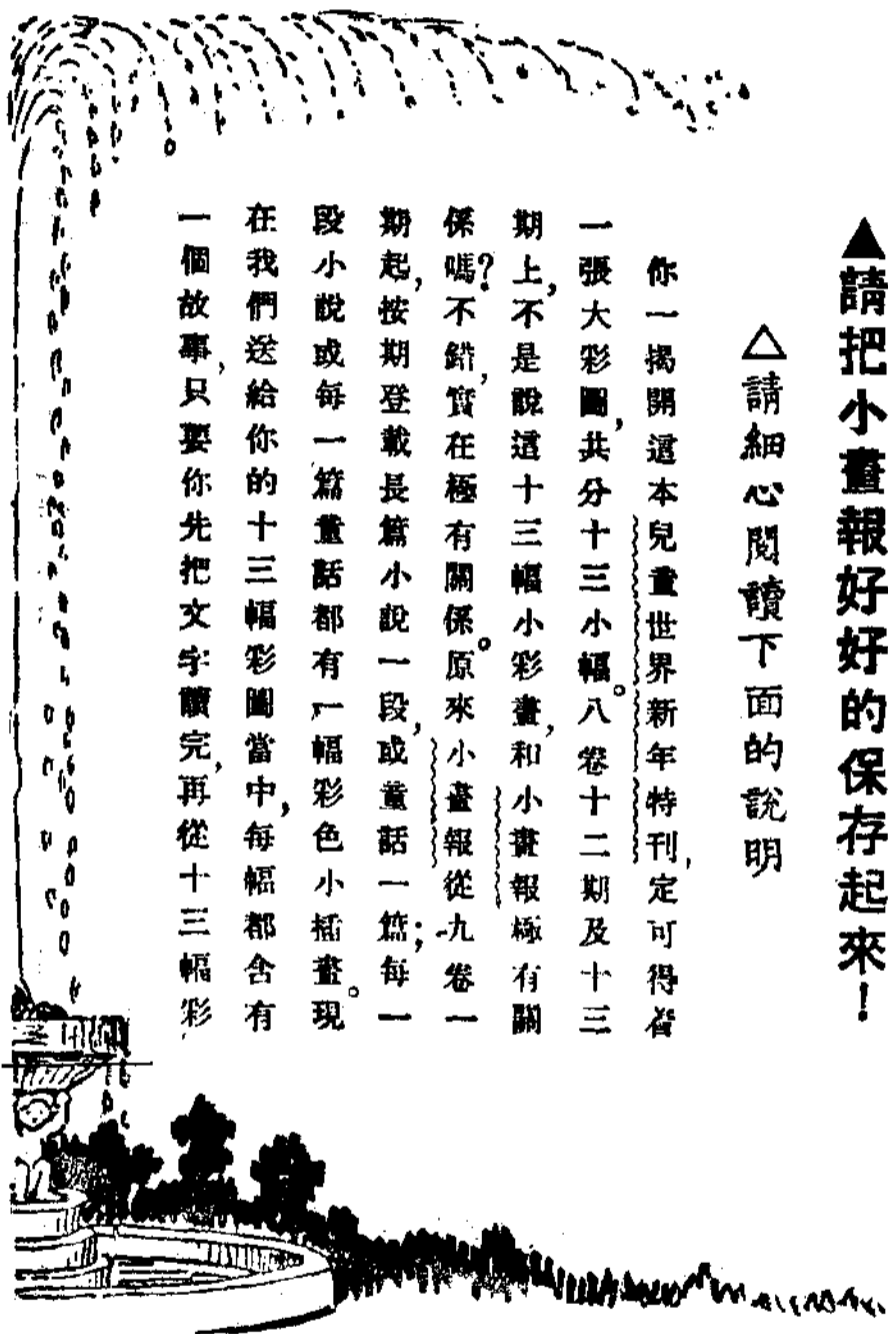 ▲請把小畫報好好的保存起來！
△請細心閱讀下面的說明
你一揭開這本兒童世界新年特刊，定可得着
一張大彩圖，共分十三小幅。八卷十二期及十三
期上，不是說這十三幅小彩畫，和小畫報極有關
係嗎？不錯，實在極有關係。原來小畫報從九卷一
期起，按期登載長篇小說一段，或童話一篇；每一
段小說或每一篇童話都有一幅彩色小插畫。現
在我們送給你的十三幅彩圖當中，每幅都含有
一個故事，只要你先把文字讀完，再從十三幅彩